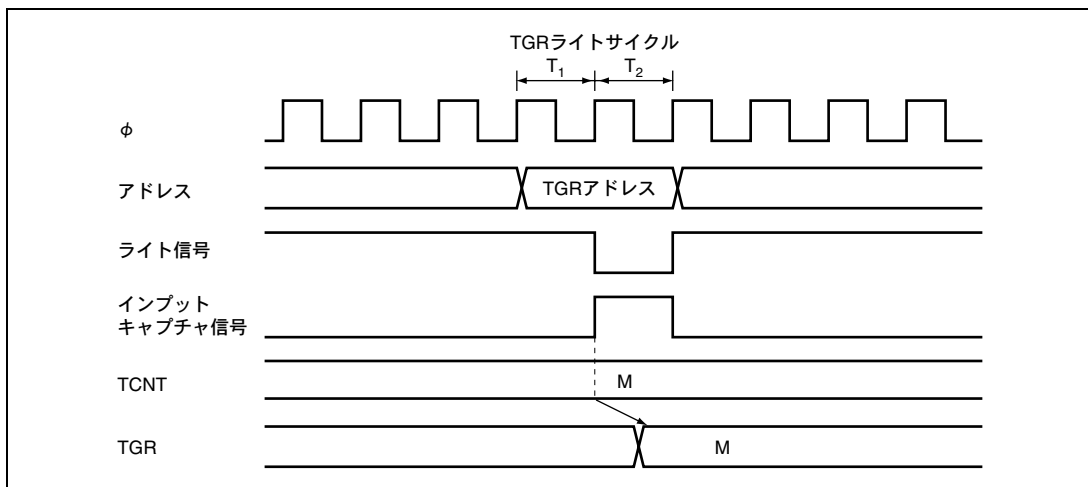 TGRライトサイクル
T1 T2
φ
アドレス
TGRアドレス
ライト信号
インプット
キャプチャ信号
TCNT
M
TGR
M